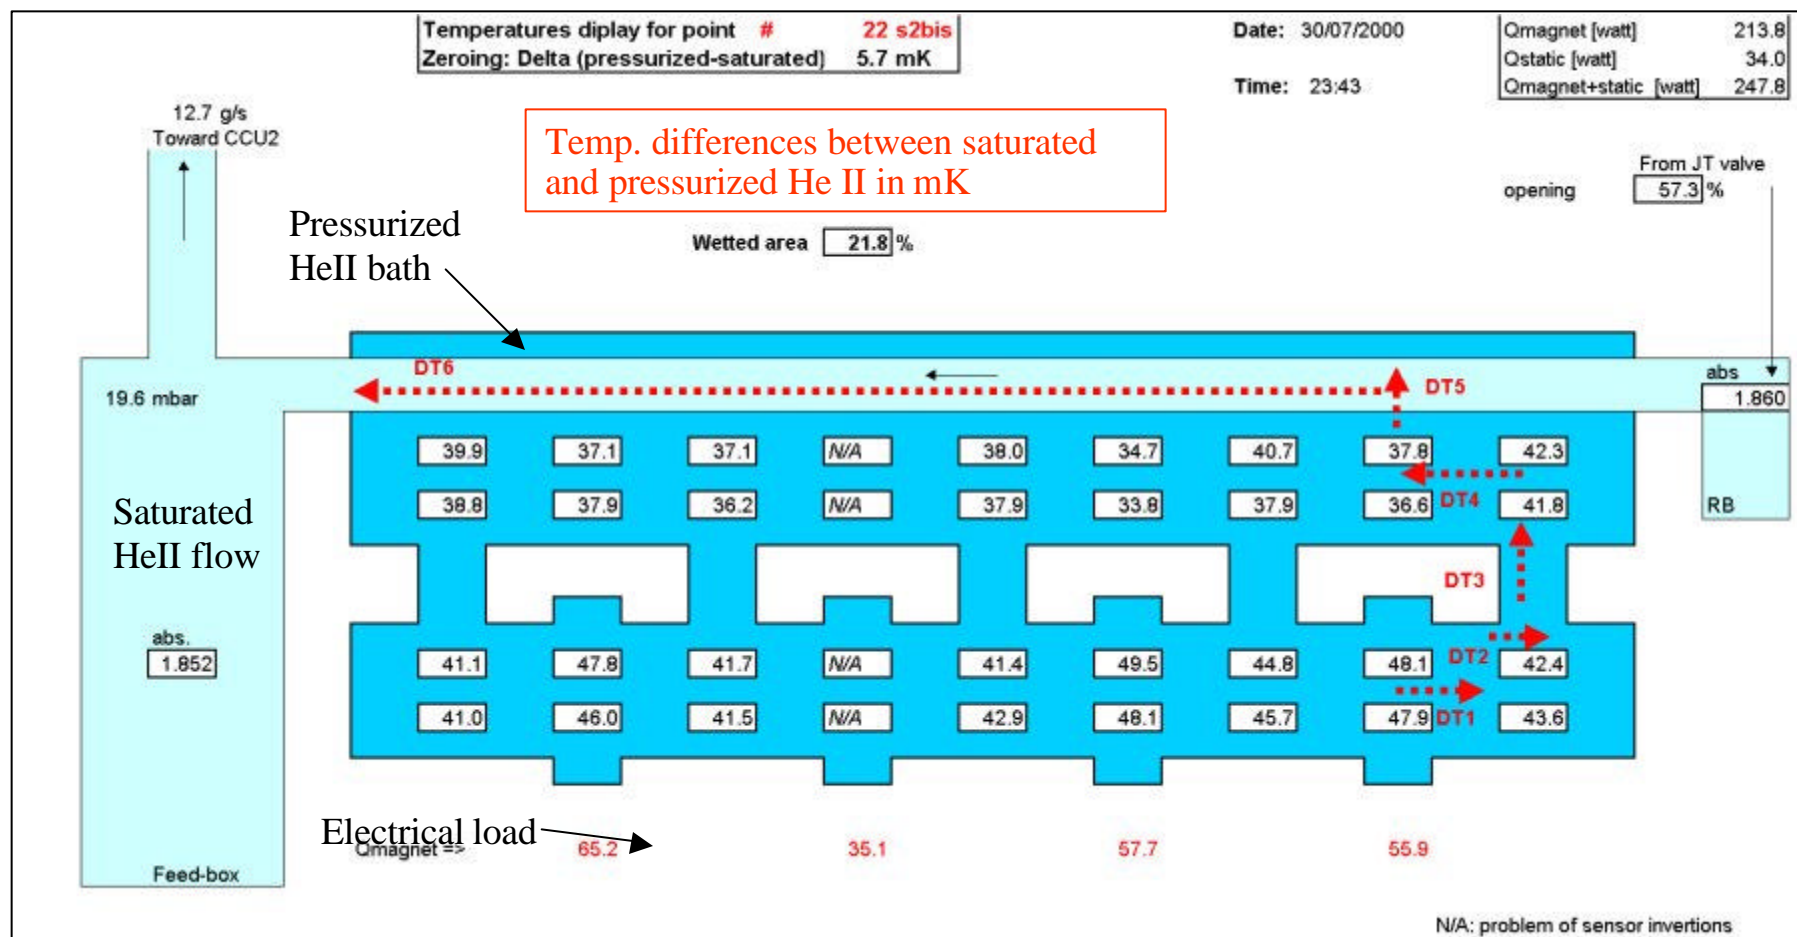 Temperatures diplay for point # 22 s2bis
Zeroing: Delta (pressurized-saturated) 5.7 mK
Date: 30/07/2000
Time: 23:43
Qmagnet [watt] 213.8
Qstatic [watt] 34.0
Qmagnet+static [watt] 247.8
12.7 g/s
Toward CCU2
Temp. differences between saturated
and pressurized He II in mK
From JT valve
opening 57.3 %
Pressurized
HeII bath
Wetted area 21.8 %
DT6
DT5
abs
1.860
19.6 mbar
39.9 37.1 37.1 N/A 38.0 34.7 40.7 37.8 42.3
DT4
38.8 37.9 36.2 N/A 37.9 33.8 37.9 36.6 41.8
RB
Saturated
HeII flow
DT3
abs.
1.852
DT2
41.1 47.8 41.7 N/A 41.4 49.5 44.8 48.1 42.4
41.0 46.0 41.5 N/A 42.9 48.1 45.7 47.9 DT1 43.6
Electrical load
Qmagnet => 65.2 35.1 57.7 55.9
Feed-box
N/A: problem of sensor invertions